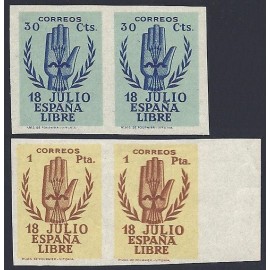 CORREOS CORREOS
30 Cts. 30 Cts.
18 JULIO 18 JULIO
ESPAÑA ESPAÑA
LIBRE LIBRE
CORREOS CORREOS
1 Pta. 1 Pta.
18 JULIO 18 JULIO
ESPAÑA ESPAÑA
LIBRE LIBRE